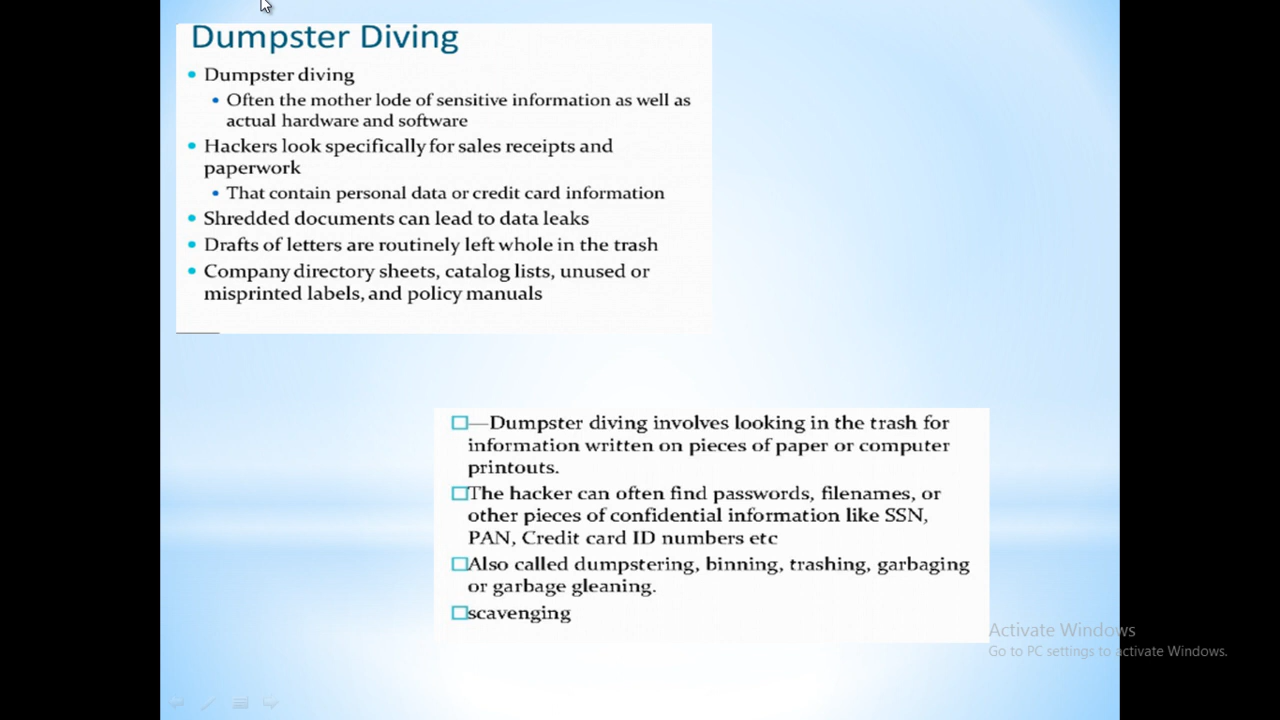 Dumpster Diving
• Dumpster diving
• Often the mother lode of sensitive information as well as
actual hardware and software
• Hackers look specifically for sales receipts and
paperwork
• That contain personal data or credit card information
• Shredded documents can lead to data leaks
• Drafts of letters are routinely left whole in the trash
• Company directory sheets, catalog lists, unused or
misprinted labels, and policy manuals
□—Dumpster diving involves looking in the trash for
information written on pieces of paper or computer
printouts.
□The hacker can often find passwords, filenames, or
other pieces of confidential information like SSN,
PAN, Credit card ID numbers etc
□Also called dumpstering, binning, trashing, garbaging
or garbage gleaning.
□scavenging
Activate Windows
Go to PC settings to activate Windows.